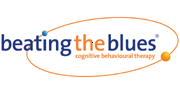 beating the blues®
cognitive behavioural therapy